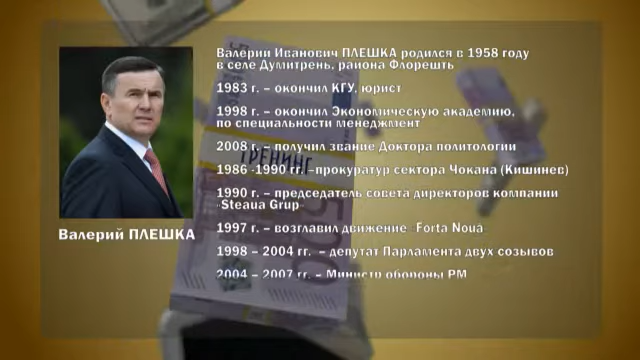 Валерий Иванович ПЛЕШКА родился в 1958 году
в селе Думитрень, района Флорешть
1983 г. – окончил КГУ, юрист
1998 г. – окончил Экономическую академию,
по специальности менеджмент
2008 г. – получил звание Доктора политологии
1986 -1990 гг. –прокуратур сектора Чокана (Кишинев)
1990 г. – председатель совета директоров компании
«Steaua Grup»
1997 г. – возглавил движение «Forta Nouă»
1998 – 2004 гг. – депутат Парламента двух созывов
2004 – 2007 гг. – Министр обороны РМ
Валерий ПЛЕШКА
ТРЕНИНГ
500